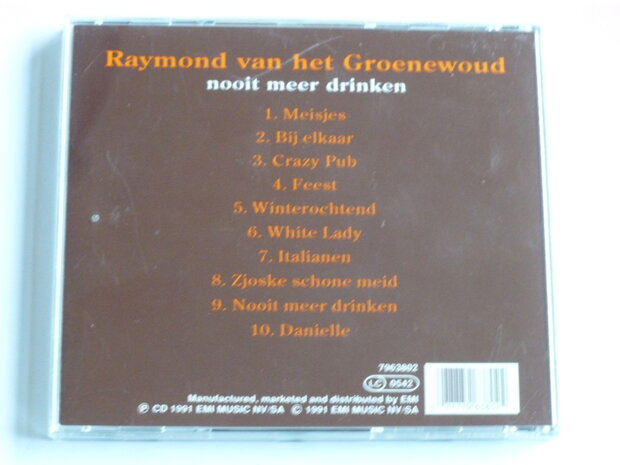 Raymond van het Groenewoud
nooit meer drinken
1. Meisjes
2. Bij elkaar
3. Crazy Pub
4. Feest
5. Winterochtend
6. White Lady
7. Italianen
8. Zjoske schone meid
9. Nooit meer drinken
10. Danielle
7963802
LC 0542
Manufactured, marketed and distributed by EMI
℗ CD 1991 EMI MUSIC NV/SA © 1991 EMI MUSIC NV/SA